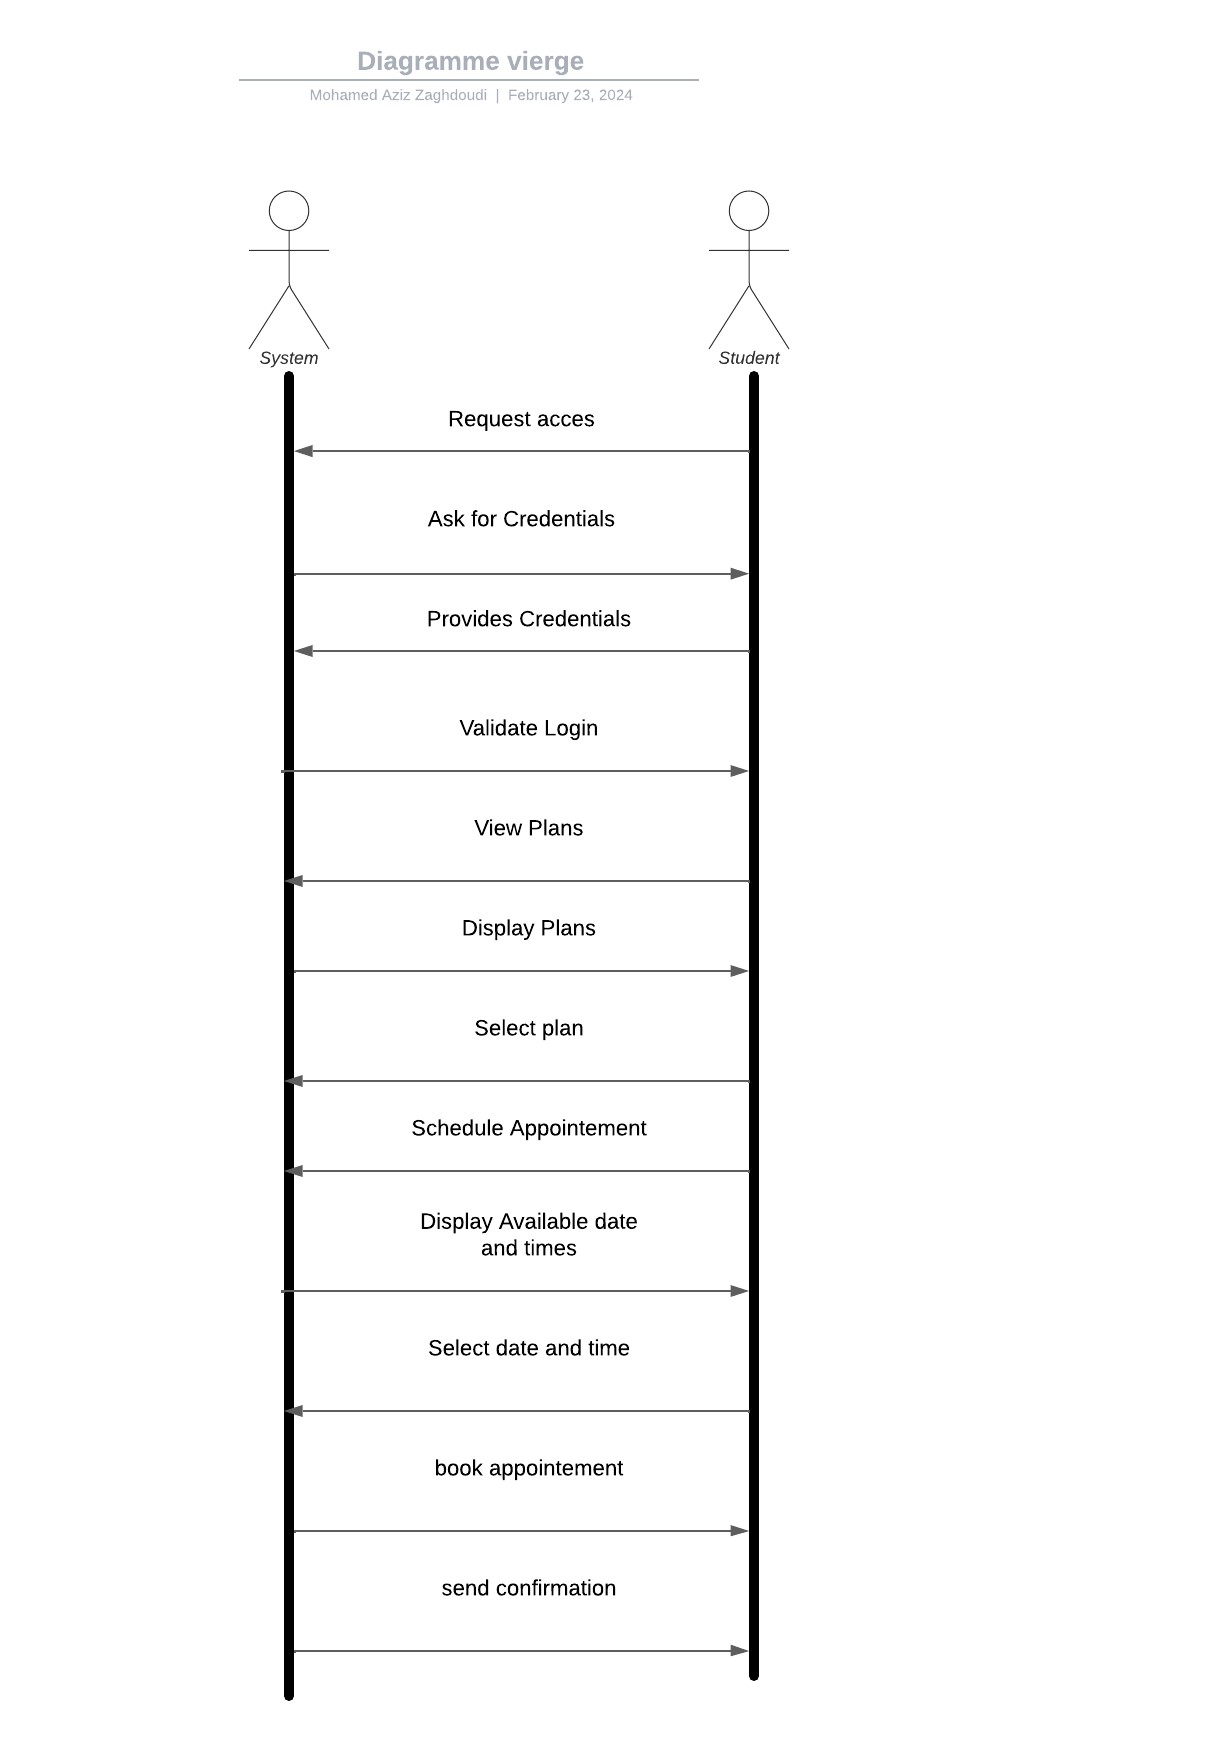 Diagramme vierge
Mohamed Aziz Zaghdoudi | February 23, 2024
System
Student
Request acces
Ask for Credentials
Provides Credentials
Validate Login
View Plans
Display Plans
Select plan
Schedule Appointement
Display Available date
and times
Select date and time
book appointement
send confirmation